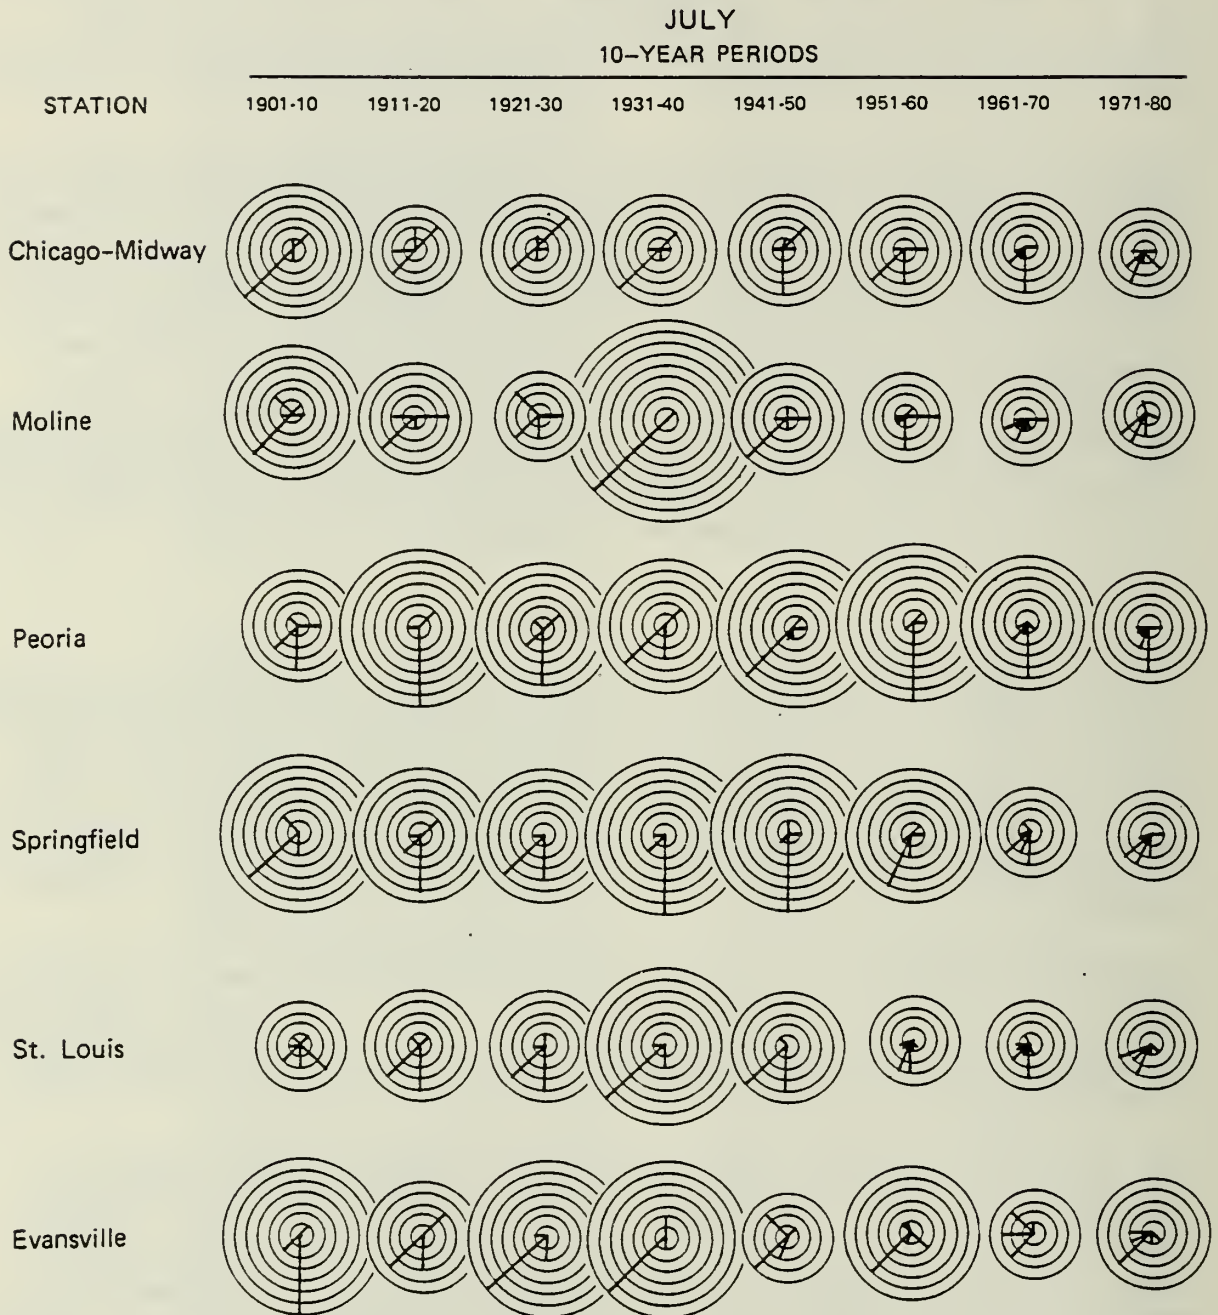 JULY
10-YEAR PERIODS
STATION 1901-10 1911-20 1921-30 1931-40 1941-50 1951-60 1961-70 1971-80
Chicago-Midway
Moline
Peoria
Springfield
St. Louis
Evansville